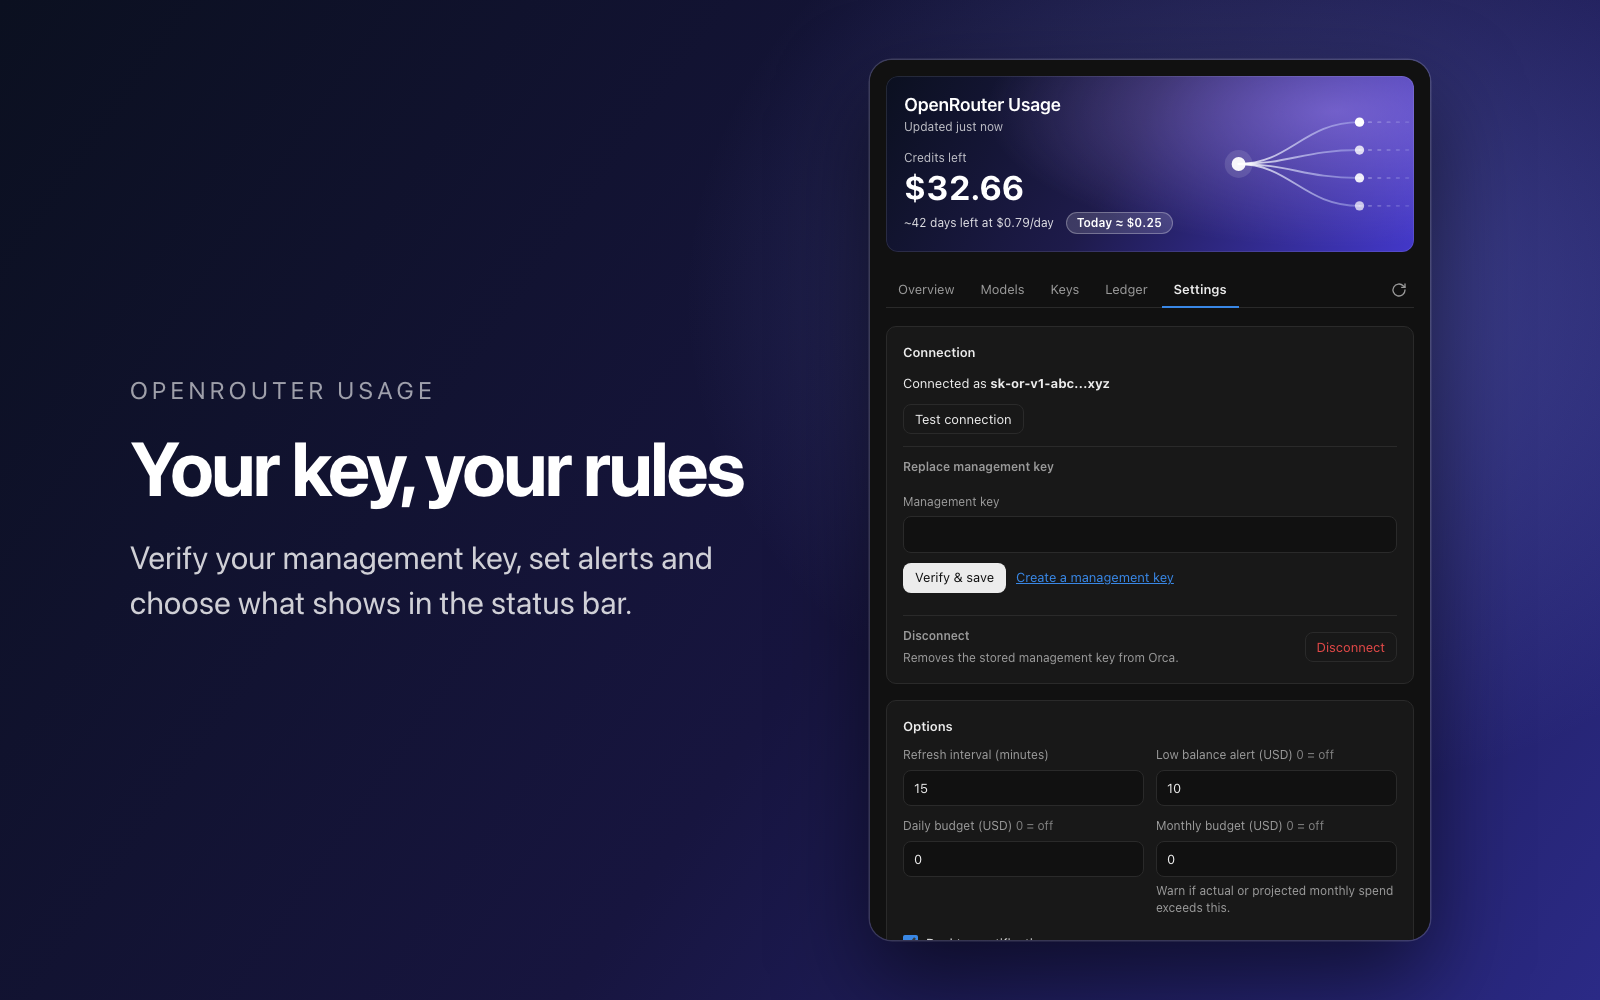 OPENROUTER USAGE
Your key, your rules
Verify your management key, set alerts and
choose what shows in the status bar.
OpenRouter Usage
Updated just now
Credits left
$32.66
~42 days left at $0.79/day Today ≈ $0.25
Overview Models Keys Ledger Settings
Connection
Connected as sk-or-v1-abc...xyz
Test connection
Replace management key
Management key
Verify & save Create a management key
Disconnect
Removes the stored management key from Orca.
Disconnect
Options
Refresh interval (minutes) Low balance alert (USD) 0 = off
15 10
Daily budget (USD) 0 = off Monthly budget (USD) 0 = off
0 0
Warn if actual or projected monthly spend
exceeds this.